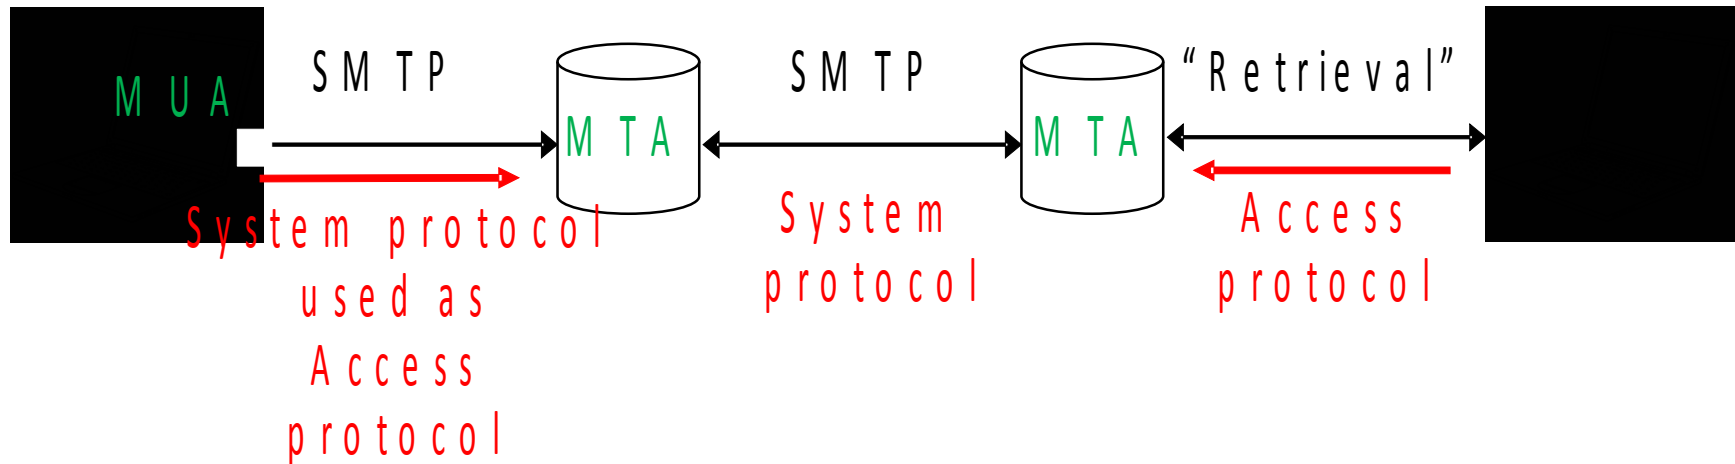 SMTP
SMTP
“Retrieval”
MUA
MTA
MTA
System protocol
used as
Access
protocol
System
protocol
Access
protocol